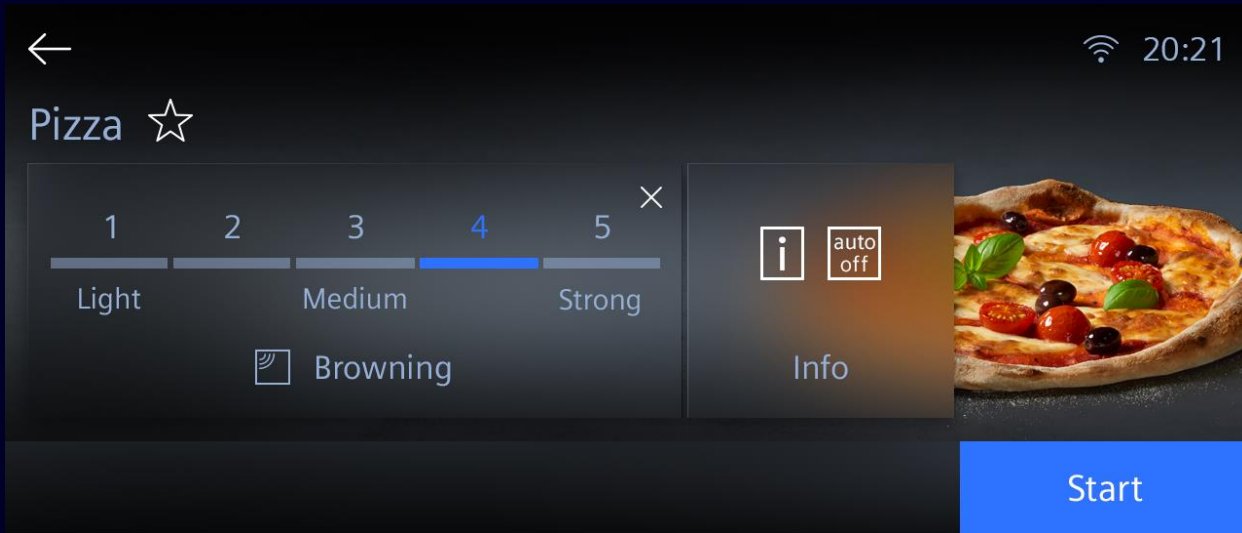 20:21
Pizza
1 2 3 4 5
Light Medium Strong
Browning
i auto off
Info
Start